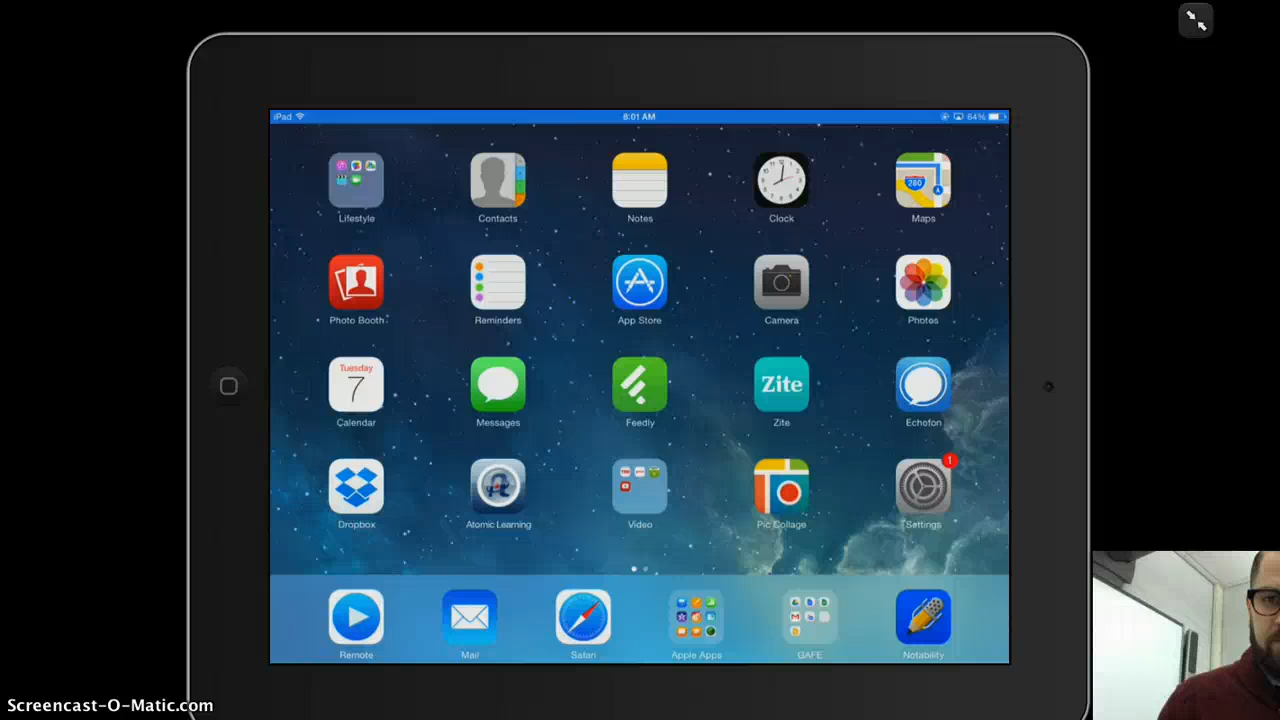 iPad 8:01 AM 64%
Lifestyle Contacts Notes Clock Maps
280
Photo Booth Reminders App Store Camera Photos
Tuesday
7
Zite
Calendar Messages Feedly Zite Echofon
1
Dropbox Atomic Learning Video Pic Collage Settings
Remote Mail Safari Apple Apps GAFE Notability
Screencast-O-Matic.com